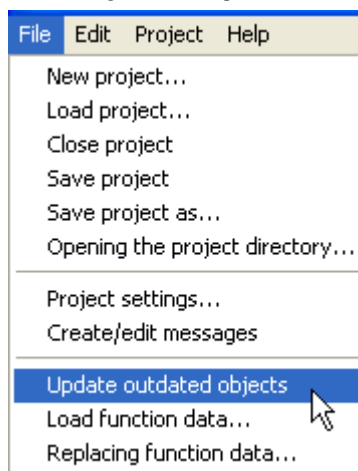 File Edit Project Help
New project...
Load project...
Close project
Save project
Save project as...
Opening the project directory...
Project settings...
Create/edit messages
Update outdated objects
Load function data...
Replacing function data...